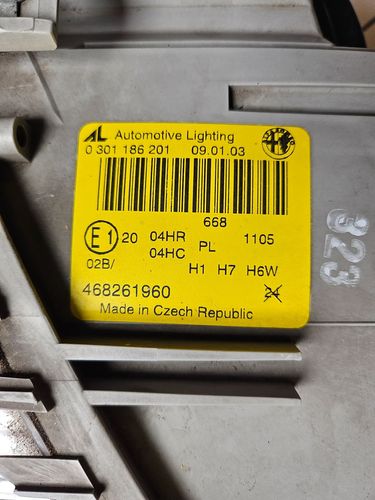 AL Automotive Lighting
0 301 186 201 09.01.03
668
E1 20 04HR PL 1105
04HC
02B/ H1 H7 H6W
468261960 24
Made in Czech Republic
323